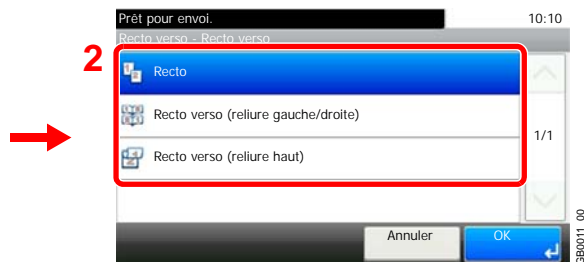 Prêt pour envoi. 10:10
Recto verso - Recto verso
2
Recto
Recto verso (reliure gauche/droite)
1/1
Recto verso (reliure haut)
Annuler OK
GB0011_00